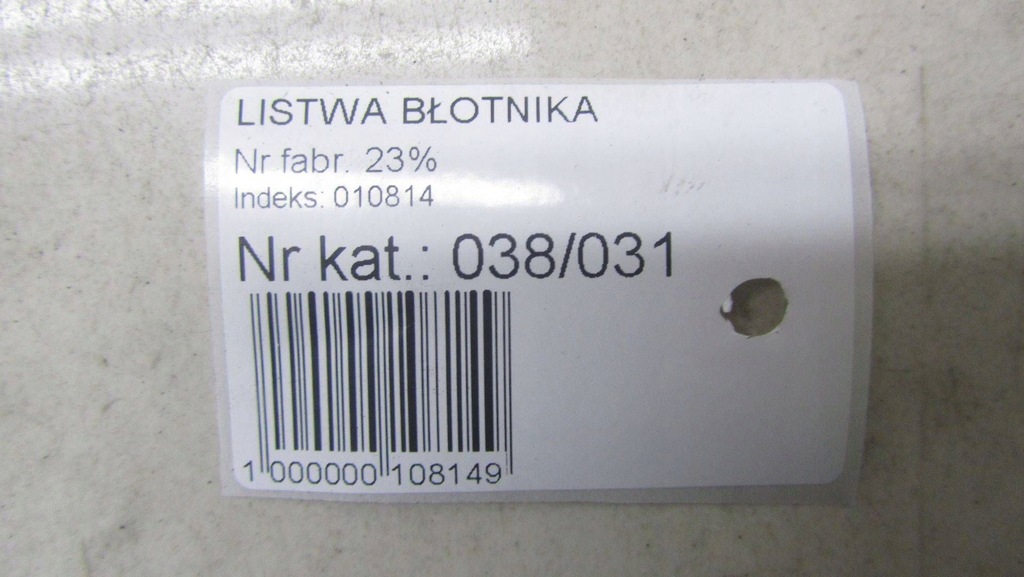 LISTWA BŁOTNIKA
Nr fabr. 23%
Indeks: 010814
Nr kat.: 038/031
1 000000 108149